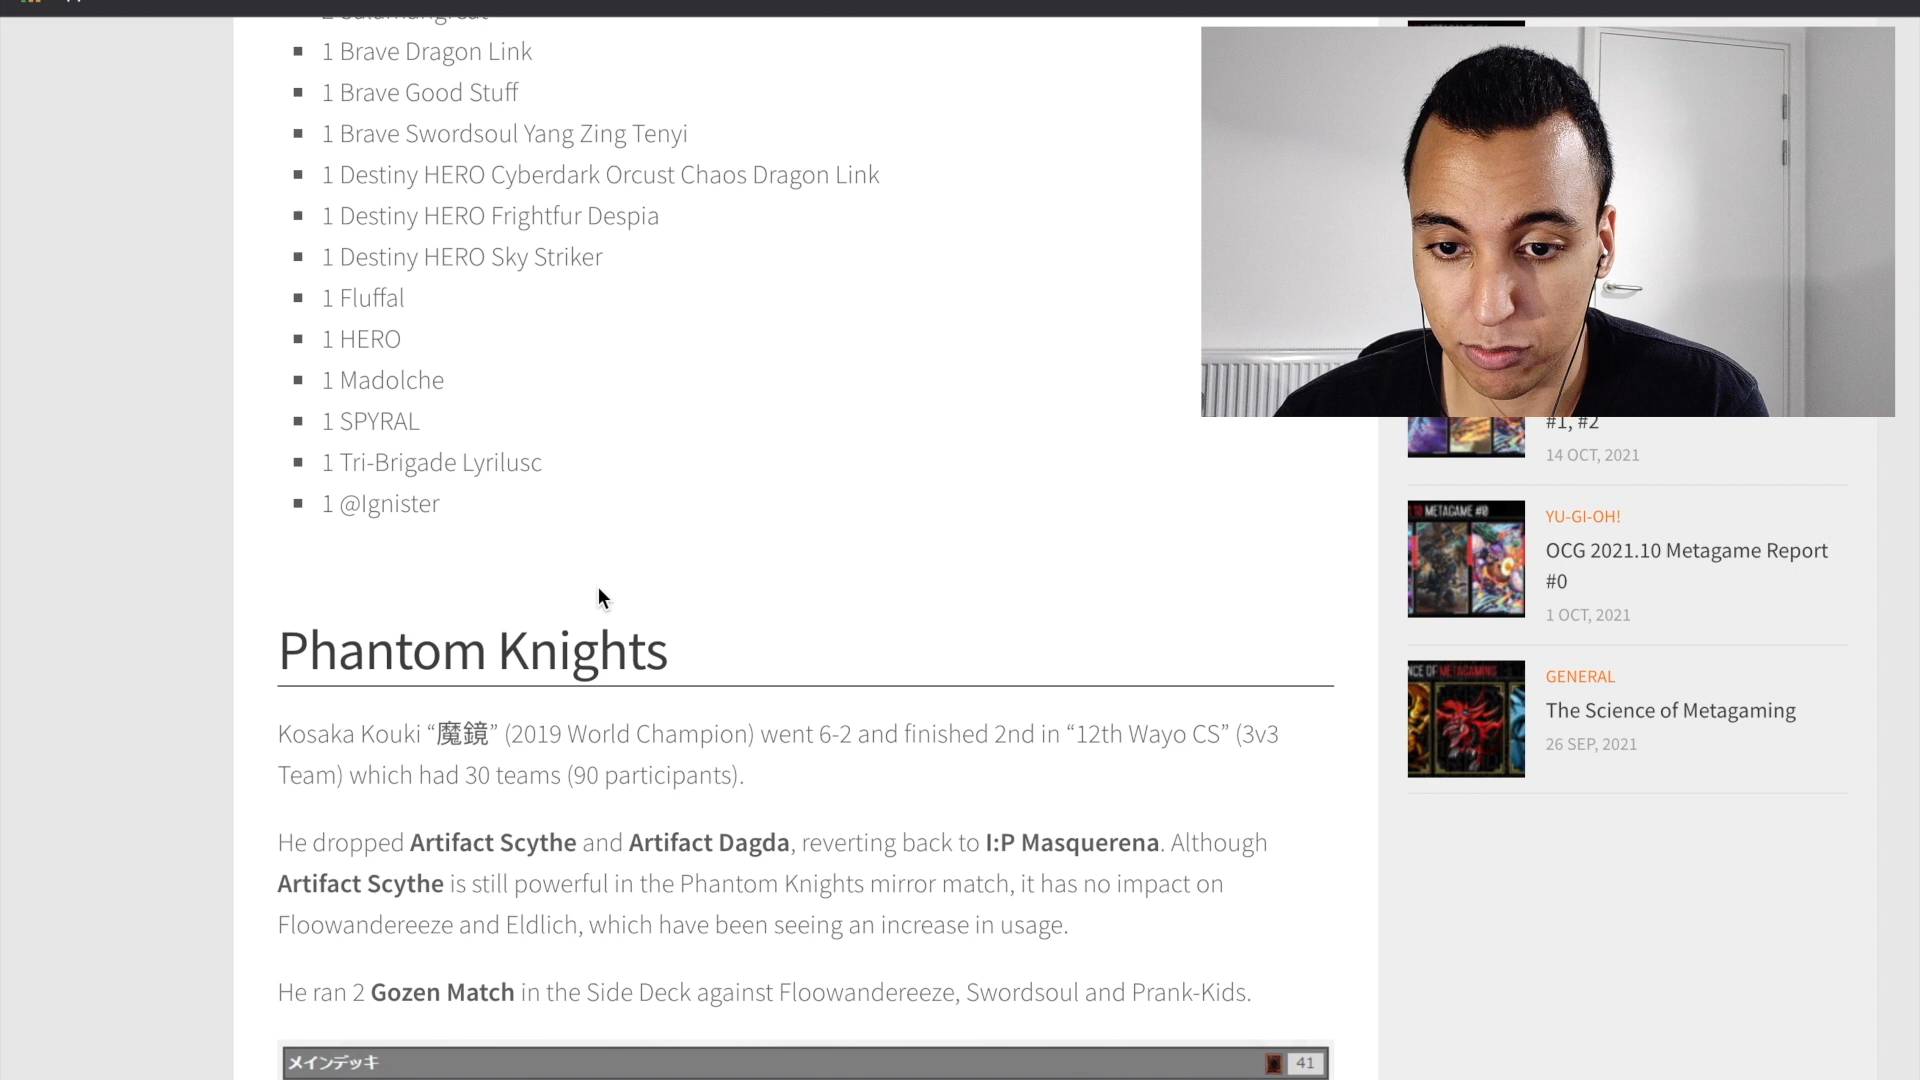 1 Brave Dragon Link
1 Brave Good Stuff
1 Brave Swordsoul Yang Zing Tenyi
1 Destiny HERO Cyberdark Orcust Chaos Dragon Link
1 Destiny HERO Frightfur Despia
1 Destiny HERO Sky Striker
1 Fluffal
1 HERO
1 Madolche
1 SPYRAL
1 Tri-Brigade Lyrilusc
1 @Ignister
Phantom Knights
Kosaka Kouki “魔鏡” (2019 World Champion) went 6-2 and finished 2nd in “12th Wayo CS” (3v3
Team) which had 30 teams (90 participants).
He dropped Artifact Scythe and Artifact Dagda, reverting back to I:P Masquerena. Although
Artifact Scythe is still powerful in the Phantom Knights mirror match, it has no impact on
Floowandereeze and Eldlich, which have been seeing an increase in usage.
He ran 2 Gozen Match in the Side Deck against Floowandereeze, Swordsoul and Prank-Kids.
メインデッキ
41
#1, #2
14 OCT, 2021
METAGAME #0
YU-GI-OH!
OCG 2021.10 Metagame Report
#0
1 OCT, 2021
NCE OF METAGAMING
GENERAL
The Science of Metagaming
26 SEP, 2021